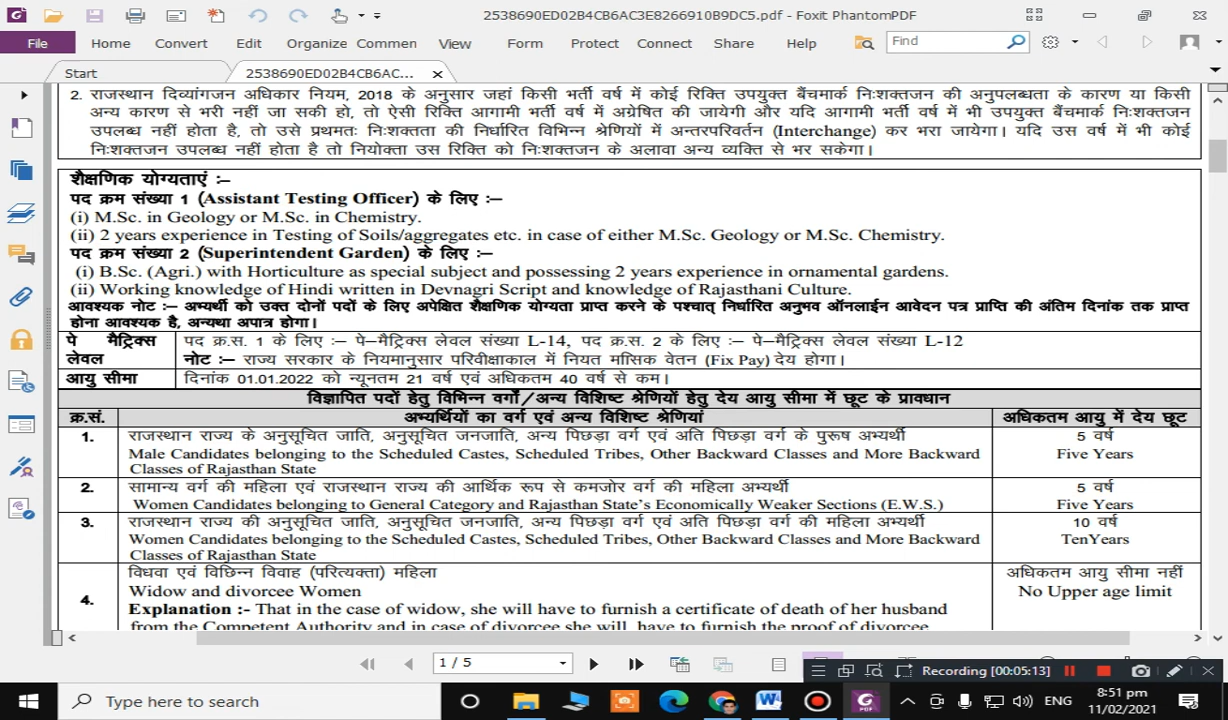 2538690ED02B4CB6AC3E8266910B9DC5.pdf - Foxit PhantomPDF
File Home Convert Edit Organize Commen View Form Protect Connect Share Help Find
Start 2538690ED02B4CB6AC...
2. राजस्थान दिव्यांगजन अधिकार नियम, 2018 के अनुसार जहां किसी भर्ती वर्ष में कोई रिक्ति उपयुक्त बैंचमार्क निःशक्तजन की अनुपलब्धता के कारण या किसी
अन्य कारण से भरी नहीं जा सकी हो, तो ऐसी रिक्ति आगामी भर्ती वर्ष में अग्रेषित की जायेगी और यदि आगामी भर्ती वर्ष में भी उपयुक्त बैंचमार्क निःशक्तजन
उपलब्ध नहीं होता है, तो उसे प्रथमतः निःशक्तता की निर्धारित विभिन्न श्रेणियों में अन्तरपरिवर्तन (Interchange) कर भरा जायेगा। यदि उस वर्ष में भी कोई
निःशक्तजन उपलब्ध नहीं होता है तो नियोक्ता उस रिक्ति को निःशक्तजन के अलावा अन्य व्यक्ति से भर सकेगा।
शैक्षणिक योग्यताएं :–
पद क्रम संख्या 1 (Assistant Testing Officer) के लिए :–
(i) M.Sc. in Geology or M.Sc. in Chemistry.
(ii) 2 years experience in Testing of Soils/aggregates etc. in case of either M.Sc. Geology or M.Sc. Chemistry.
पद क्रम संख्या 2 (Superintendent Garden) के लिए :–
(i) B.Sc. (Agri.) with Horticulture as special subject and possessing 2 years experience in ornamental gardens.
(ii) Working knowledge of Hindi written in Devnagri Script and knowledge of Rajasthani Culture.
आवश्यक नोट :– अभ्यर्थी को उक्त दोनों पदों के लिए अपेक्षित शैक्षणिक योग्यता प्राप्त करने के पश्चात् निर्धारित अनुभव ऑनलाईन आवेदन पत्र प्राप्ति की अंतिम दिनांक तक प्राप्त
होना आवश्यक है, अन्यथा अपात्र होगा।
पे मैट्रिक्स लेवल पद क्र.स. 1 के लिए :– पे–मैट्रिक्स लेवल संख्या L-14, पद क्र.स. 2 के लिए :– पे–मैट्रिक्स लेवल संख्या L-12
नोट :– राज्य सरकार के नियमानुसार परिवीक्षाकाल में नियत मासिक वेतन (Fix Pay) देय होगा।
आयु सीमा दिनांक 01.01.2022 को न्यूनतम 21 वर्ष एवं अधिकतम 40 वर्ष से कम।
विज्ञापित पदों हेतु विभिन्न वर्गों/अन्य विशिष्ट श्रेणियों हेतु देय आयु सीमा में छूट के प्रावधान
क्र.सं. अभ्यर्थियों का वर्ग एवं अन्य विशिष्ट श्रेणियां अधिकतम आयु में देय छूट
1. राजस्थान राज्य के अनुसूचित जाति, अनुसूचित जनजाति, अन्य पिछड़ा वर्ग एवं अति पिछड़ा वर्ग के पुरूष अभ्यर्थी 5 वर्ष
Male Candidates belonging to the Scheduled Castes, Scheduled Tribes, Other Backward Classes and More Backward Five Years
Classes of Rajasthan State
2. सामान्य वर्ग की महिला एवं राजस्थान राज्य की आर्थिक रूप से कमजोर वर्ग की महिला अभ्यर्थी 5 वर्ष
Women Candidates belonging to General Category and Rajasthan State's Economically Weaker Sections (E.W.S.) Five Years
3. राजस्थान राज्य की अनुसूचित जाति, अनुसूचित जनजाति, अन्य पिछड़ा वर्ग एवं अति पिछड़ा वर्ग की महिला अभ्यर्थी 10 वर्ष
Women Candidates belonging to the Scheduled Castes, Scheduled Tribes, Other Backward Classes and More Backward TenYears
Classes of Rajasthan State
विधवा एवं विछिन्न विवाह (परित्यक्ता) महिला अधिकतम आयु सीमा नहीं
4. Widow and divorcee Women No Upper age limit
Explanation :- That in the case of widow, she will have to furnish a certificate of death of her husband
from the Competent Authority and in case of divorcee she will have to furnish the proof of divorcee
1 / 5
Recording [00:05:13]
Type here to search
ENG
8:51 pm
11/02/2021